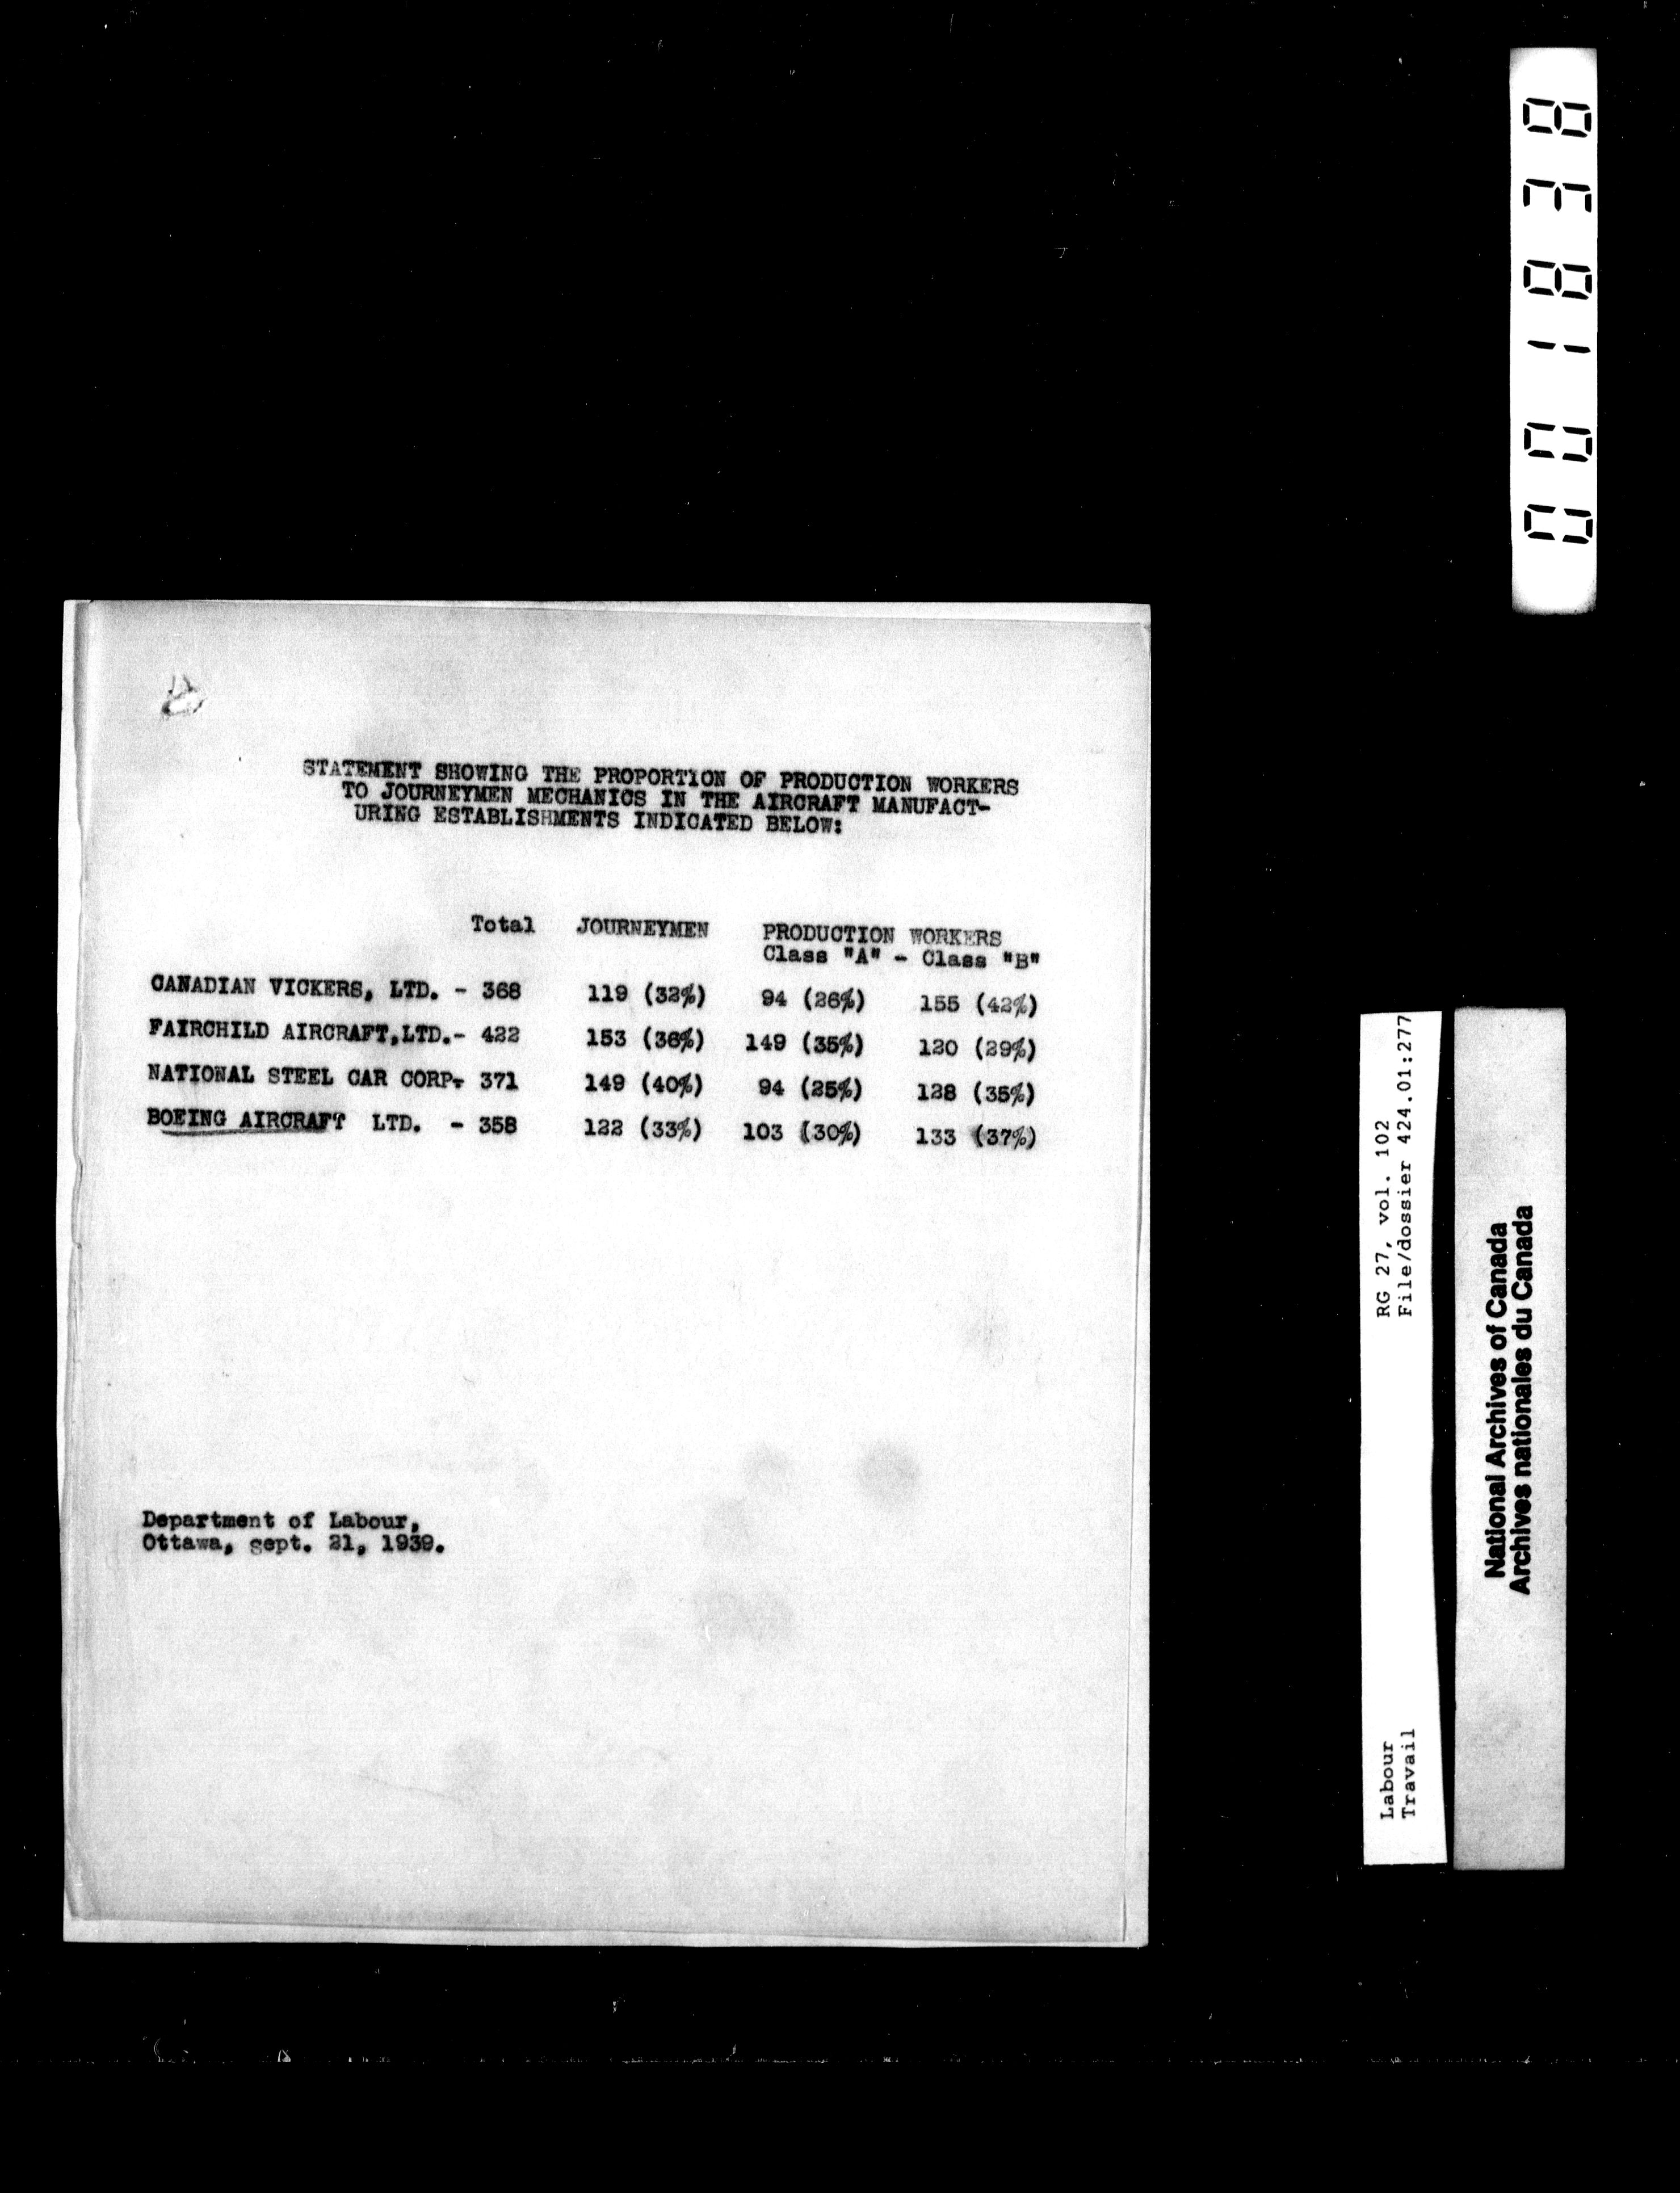 STATEMENT SHOWING THE PROPORTION OF PRODUCTION WORKERS
TO JOURNEYMEN MECHANICS IN THE AIRCRAFT MANUFACT-
URING ESTABLISHMENTS INDICATED BELOW:
Total JOURNEYMEN PRODUCTION WORKERS
Class "A" - Class "B"
CANADIAN VICKERS, LTD. - 368 119 (32%) 94 (26%) 155 (42%)
FAIRCHILD AIRCRAFT,LTD.- 422 153 (36%) 149 (35%) 120 (29%)
NATIONAL STEEL CAR CORP- 371 149 (40%) 94 (25%) 128 (35%)
BOEING AIRCRAFT LTD. - 358 122 (33%) 103 (30%) 133 (37%)
Department of Labour,
Ottawa, sept. 21, 1939.
001878
RG 27, vol. 102
File/dossier 424.01:277
Labour
Travail
National Archives of Canada
Archives nationales du Canada